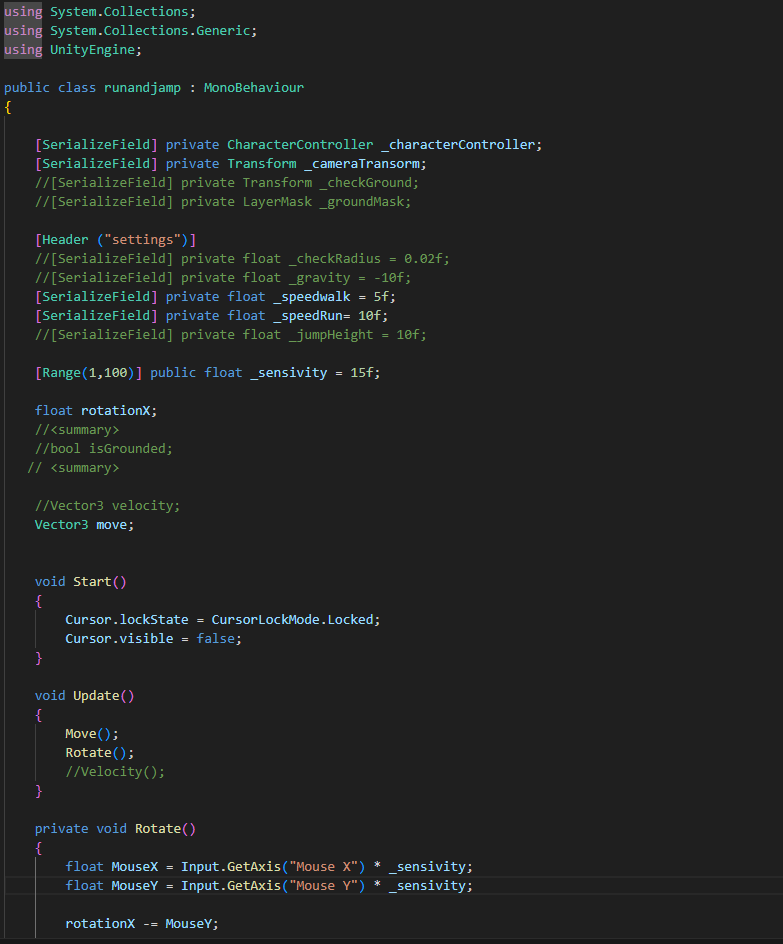 using System.Collections;
using System.Collections.Generic;
using UnityEngine;
public class runandjamp : MonoBehaviour
{
[SerializeField] private CharacterController _characterController;
[SerializeField] private Transform _cameraTransorm;
//[SerializeField] private Transform _checkGround;
//[SerializeField] private LayerMask _groundMask;
[Header ("settings")]
//[SerializeField] private float _checkRadius = 0.02f;
//[SerializeField] private float _gravity = -10f;
[SerializeField] private float _speedwalk = 5f;
[SerializeField] private float _speedRun= 10f;
//[SerializeField] private float _jumpHeight = 10f;
[Range(1,100)] public float _sensivity = 15f;
float rotationX;
//<summary>
//bool isGrounded;
// <summary>
//Vector3 velocity;
Vector3 move;
void Start()
{
Cursor.lockState = CursorLockMode.Locked;
Cursor.visible = false;
}
void Update()
{
Move();
Rotate();
//Velocity();
}
private void Rotate()
{
float MouseX = Input.GetAxis("Mouse X") * _sensivity;
float MouseY = Input.GetAxis("Mouse Y") * _sensivity;
rotationX -= MouseY;